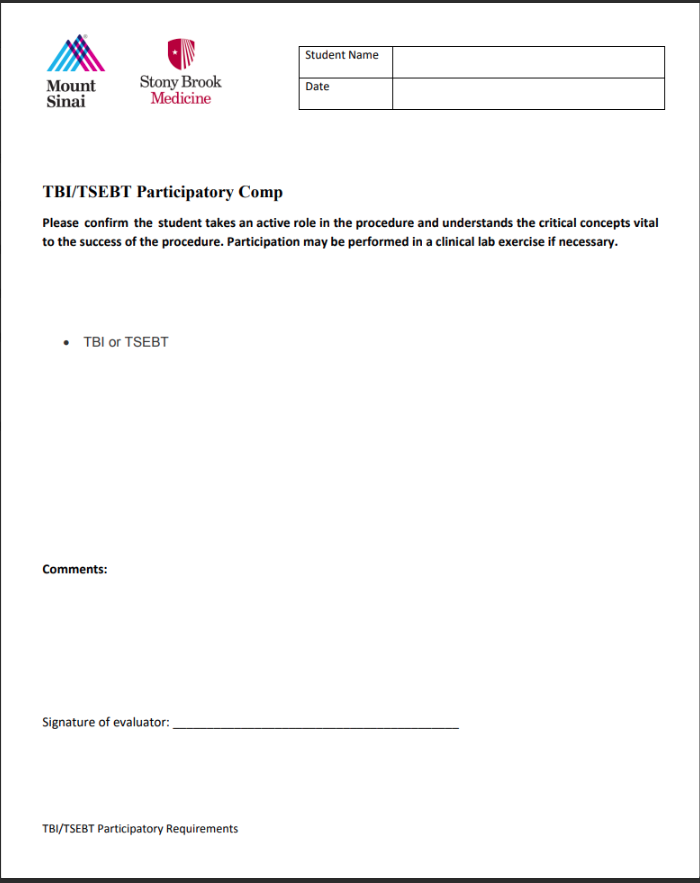 Mount
Sinai
Stony Brook
Medicine
Student Name
Date
TBI/TSEBT Participatory Comp
Please confirm the student takes an active role in the procedure and understands the critical concepts vital
to the success of the procedure. Participation may be performed in a clinical lab exercise if necessary.
• TBI or TSEBT
Comments:
Signature of evaluator: ___________________________________________
TBI/TSEBT Participatory Requirements